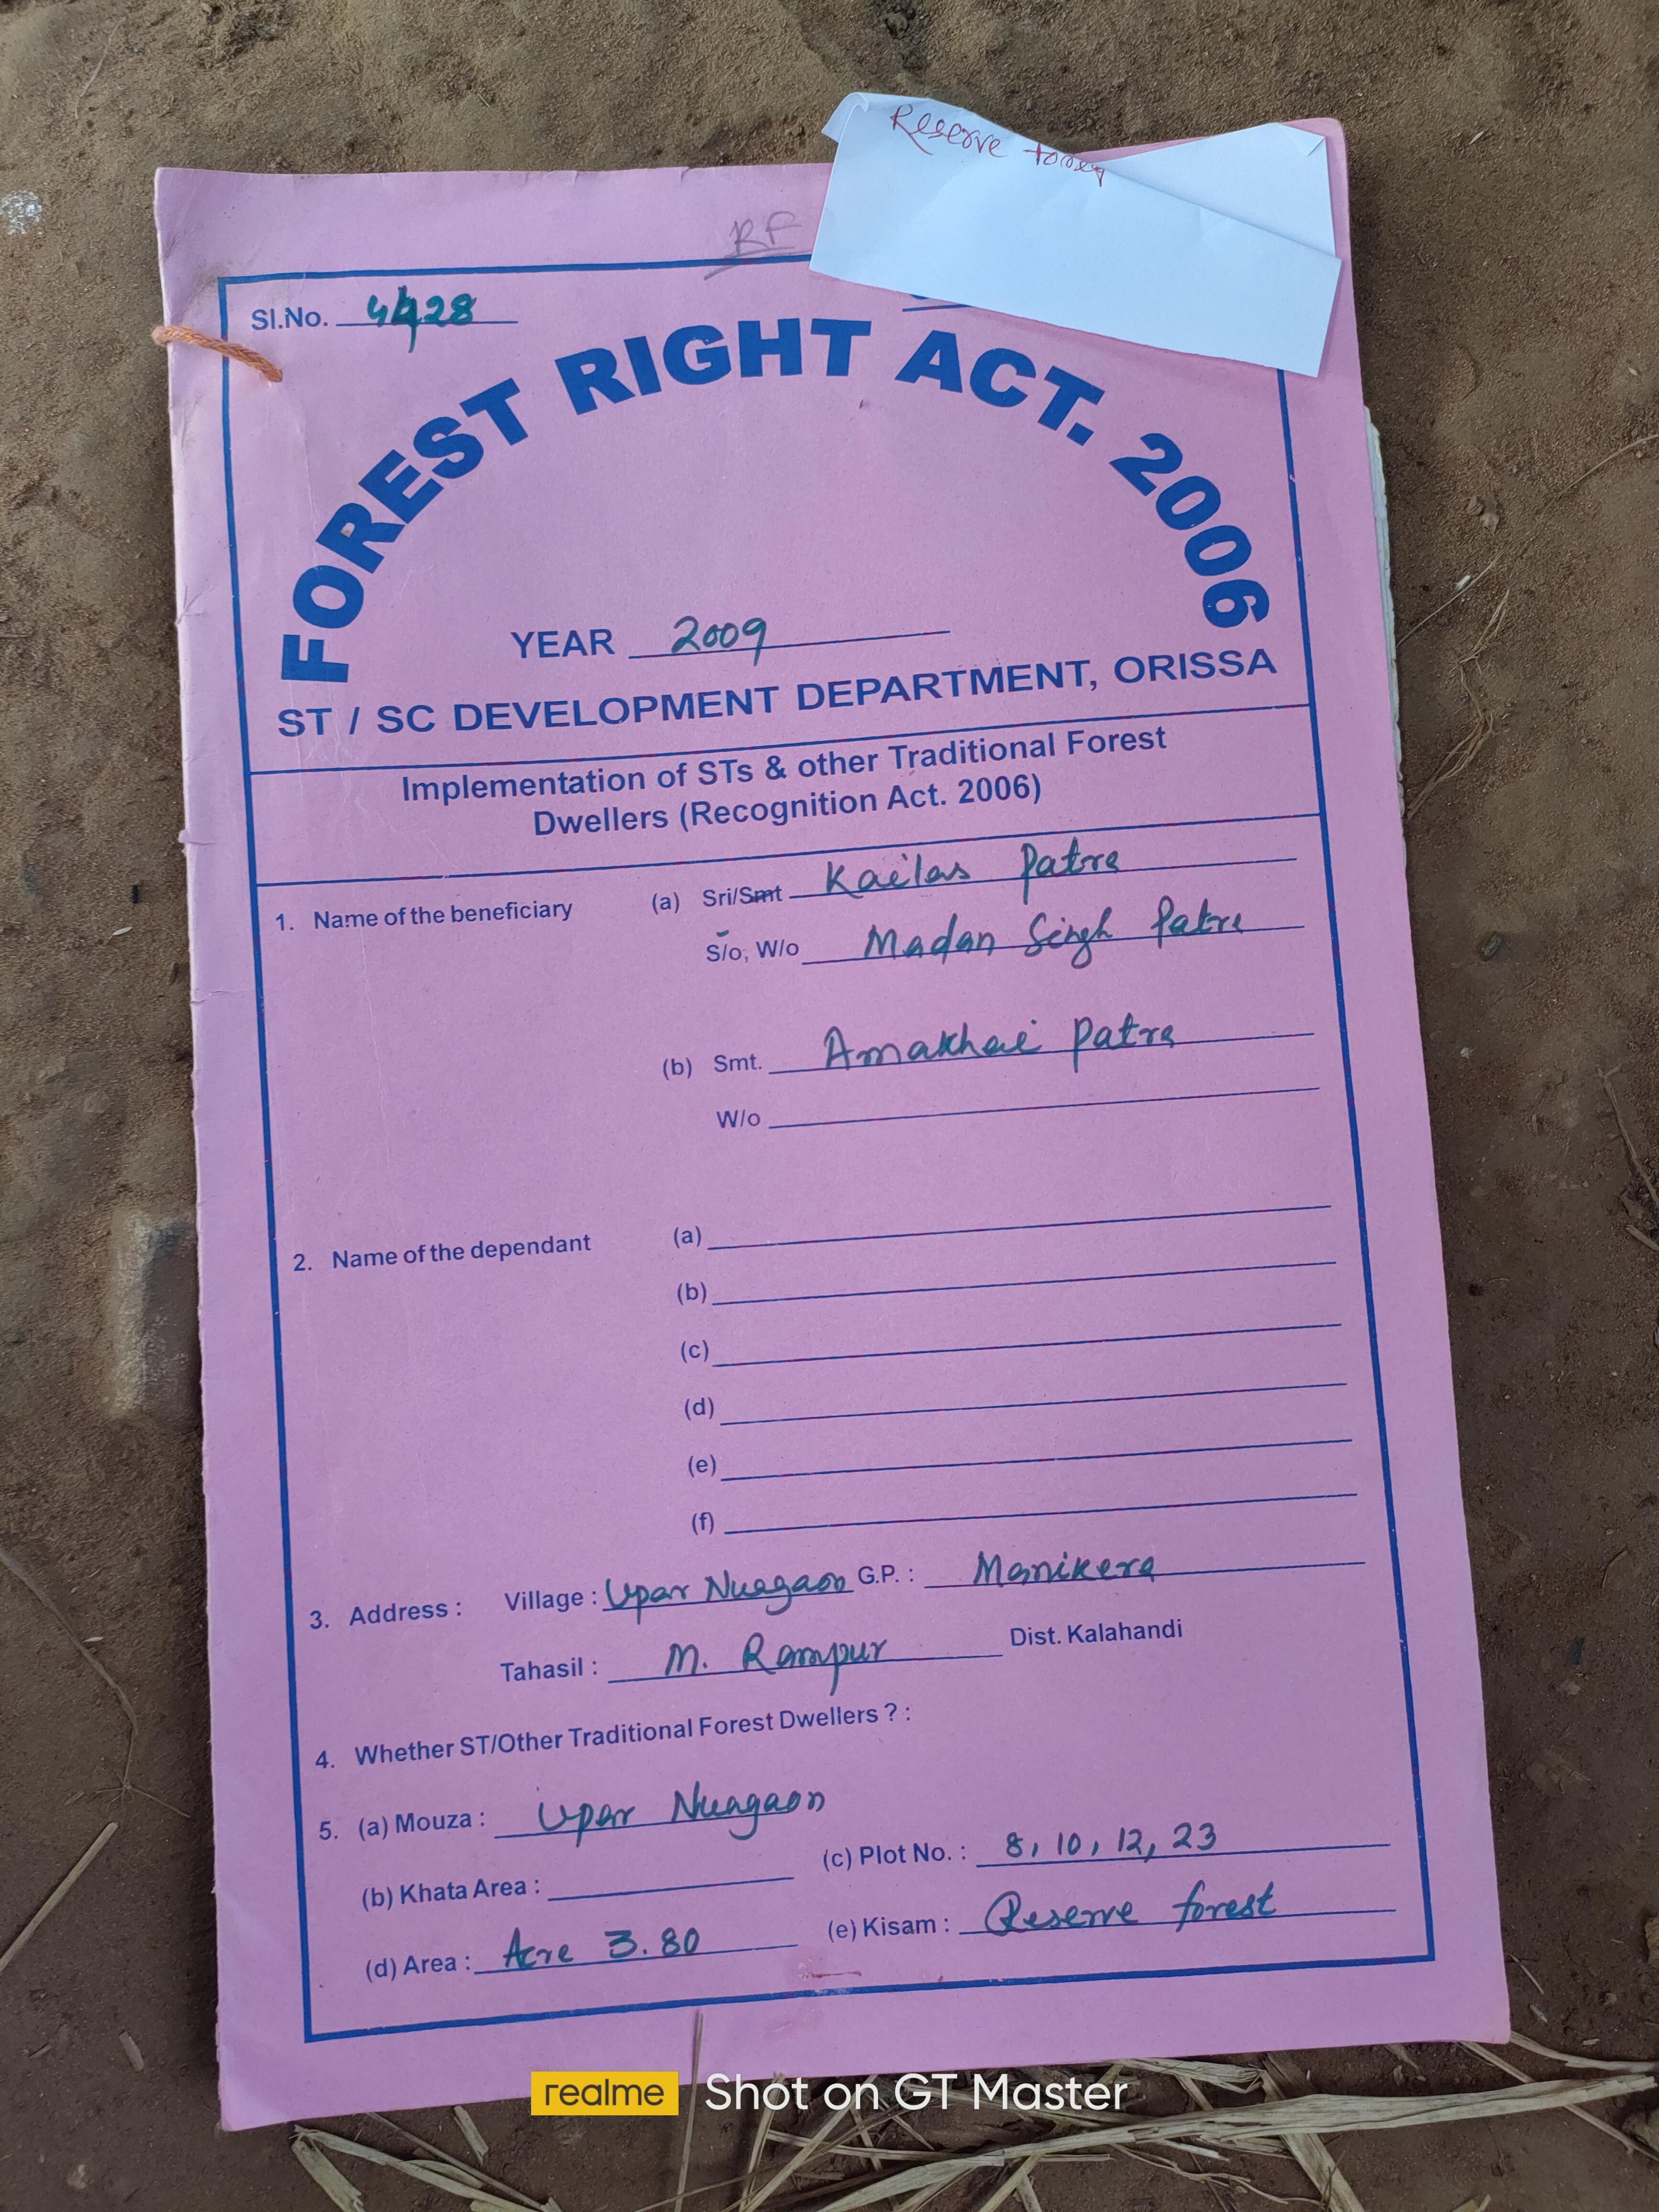 Reserve forest
RF
Sl.No. 4428
FOREST RIGHT ACT. 2006
YEAR 2009
ST / SC DEVELOPMENT DEPARTMENT, ORISSA
Implementation of STs & other Traditional Forest
Dwellers (Recognition Act. 2006)
1. Name of the beneficiary (a) Sri/Smt Kailas Patra
S/o, W/o Madan Singh Patra
(b) Smt. Amakhai Patra
W/o
2. Name of the dependant (a)
(b)
(c)
(d)
(e)
(f)
3. Address : Village : Upar Nuagaon G.P. : Manikera
Tahasil : M. Rampur Dist. Kalahandi
4. Whether ST/Other Traditional Forest Dwellers ? :
5. (a) Mouza : Upar Nuagaon
(b) Khata Area : (c) Plot No. : 8, 10, 12, 23
(d) Area : Acre 3.80 (e) Kisam : Reserve forest
realme Shot on GT Master